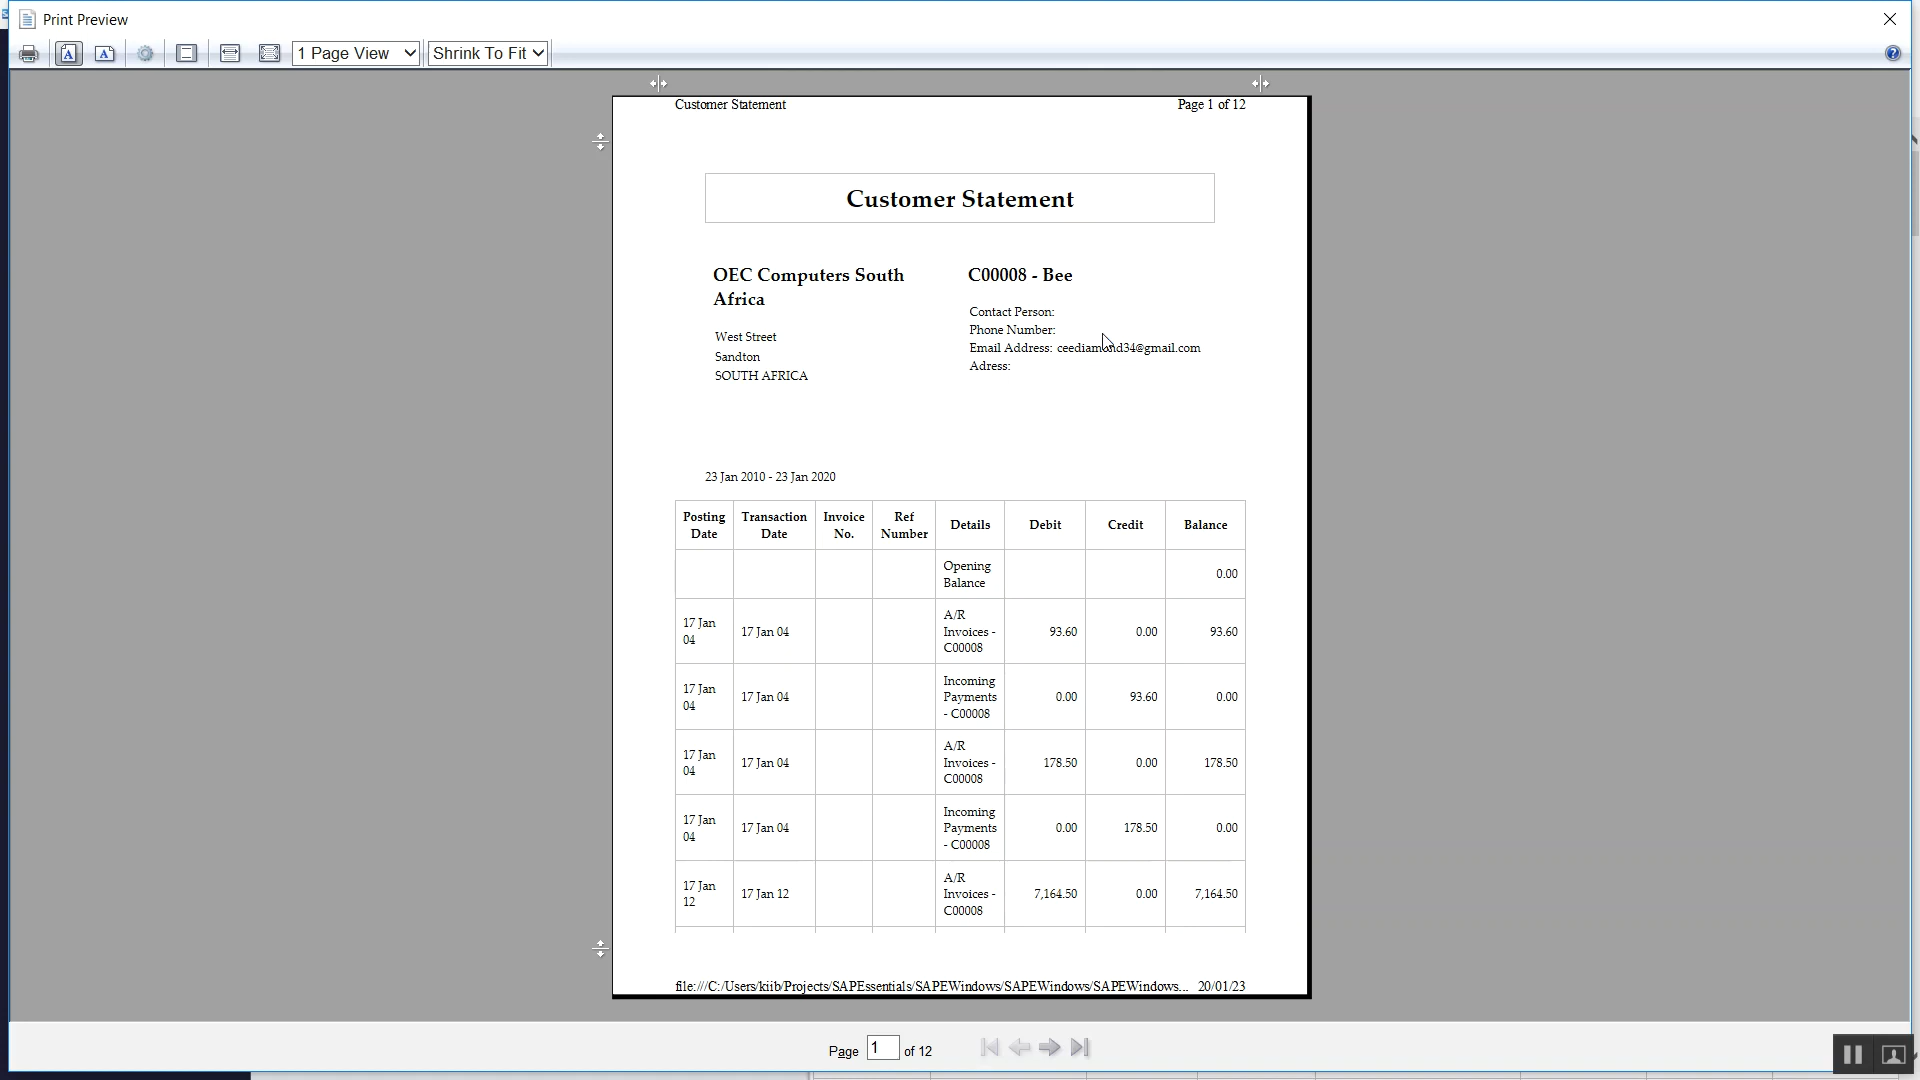 Print Preview
1 Page View
Shrink To Fit
Customer Statement Page 1 of 12
Customer Statement
OEC Computers South
Africa
West Street
Sandton
SOUTH AFRICA
C00008 - Bee
Contact Person:
Phone Number:
Email Address: ceediamond34@gmail.com
Adress:
23 Jan 2010 - 23 Jan 2020
Posting Date Transaction Date Invoice No. Ref Number Details Debit Credit Balance
Opening Balance 0.00
17 Jan 04 17 Jan 04 A/R Invoices - C00008 93.60 0.00 93.60
17 Jan 04 17 Jan 04 Incoming Payments - C00008 0.00 93.60 0.00
17 Jan 04 17 Jan 04 A/R Invoices - C00008 178.50 0.00 178.50
17 Jan 04 17 Jan 04 Incoming Payments - C00008 0.00 178.50 0.00
17 Jan 12 17 Jan 12 A/R Invoices - C00008 7,164.50 0.00 7,164.50
file:///C:/Users/kiib/Projects/SAPEssentials/SAPEWindows/SAPEWindows/SAPEWindows... 20/01/23
Page 1 of 12